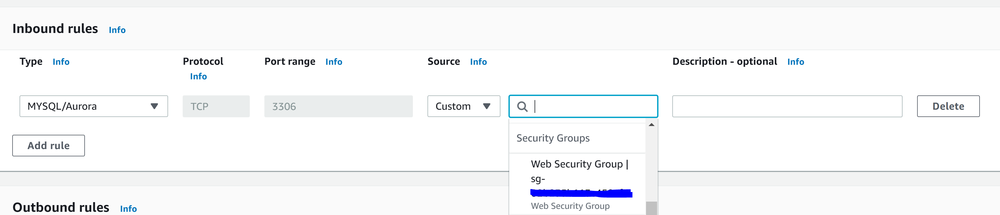 Inbound rules Info
Type Info
Protocol Info
Port range Info
Source Info
Description - optional Info
MYSQL/Aurora
TCP
3306
Custom
Delete
Security Groups
Web Security Group |
sg-
Web Security Group
Add rule
Outbound rules Info